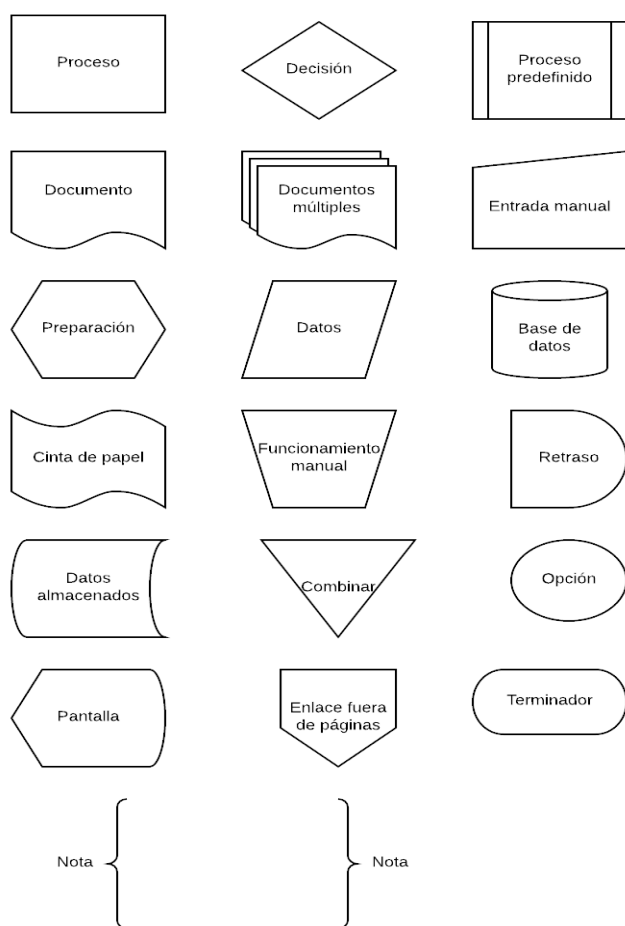 Proceso
Decisión
Proceso
predefinido
Documento
Documentos
múltiples
Entrada manual
Preparación
Datos
Base de
datos
Cinta de papel
Funcionamiento
manual
Retraso
Datos
almacenados
Combinar
Opción
Pantalla
Enlace fuera
de páginas
Terminador
Nota
Nota